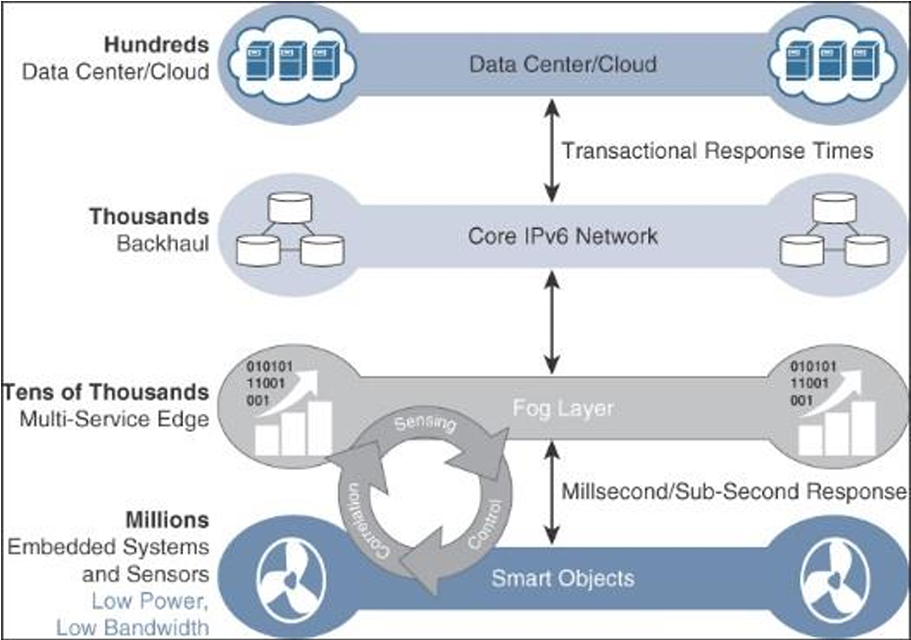 Hundreds
Data Center/Cloud
Data Center/Cloud
Transactional Response Times
Thousands
Backhaul
Core IPv6 Network
Tens of Thousands
Multi-Service Edge
010101
11001
001
Fog Layer
010101
11001
001
Sensing
Control
Correlation
Millsecond/Sub-Second Response
Millions
Embedded Systems
and Sensors
Low Power,
Low Bandwidth
Smart Objects